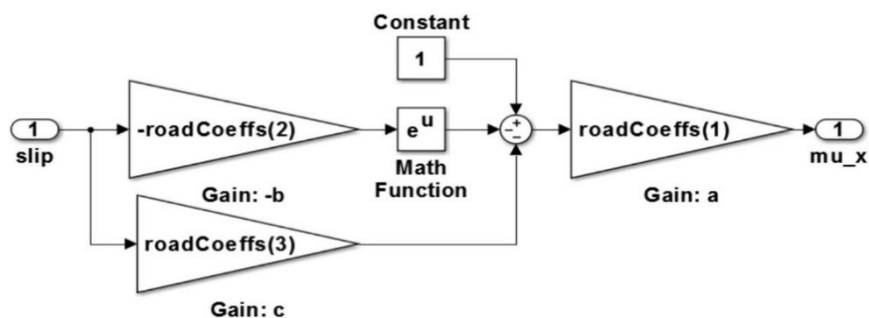 Constant
1
1
slip
-roadCoeffs(2)
Gain: -b
e^u
Math
Function
+
-
-
roadCoeffs(1)
Gain: a
1
mu_x
roadCoeffs(3)
Gain: c